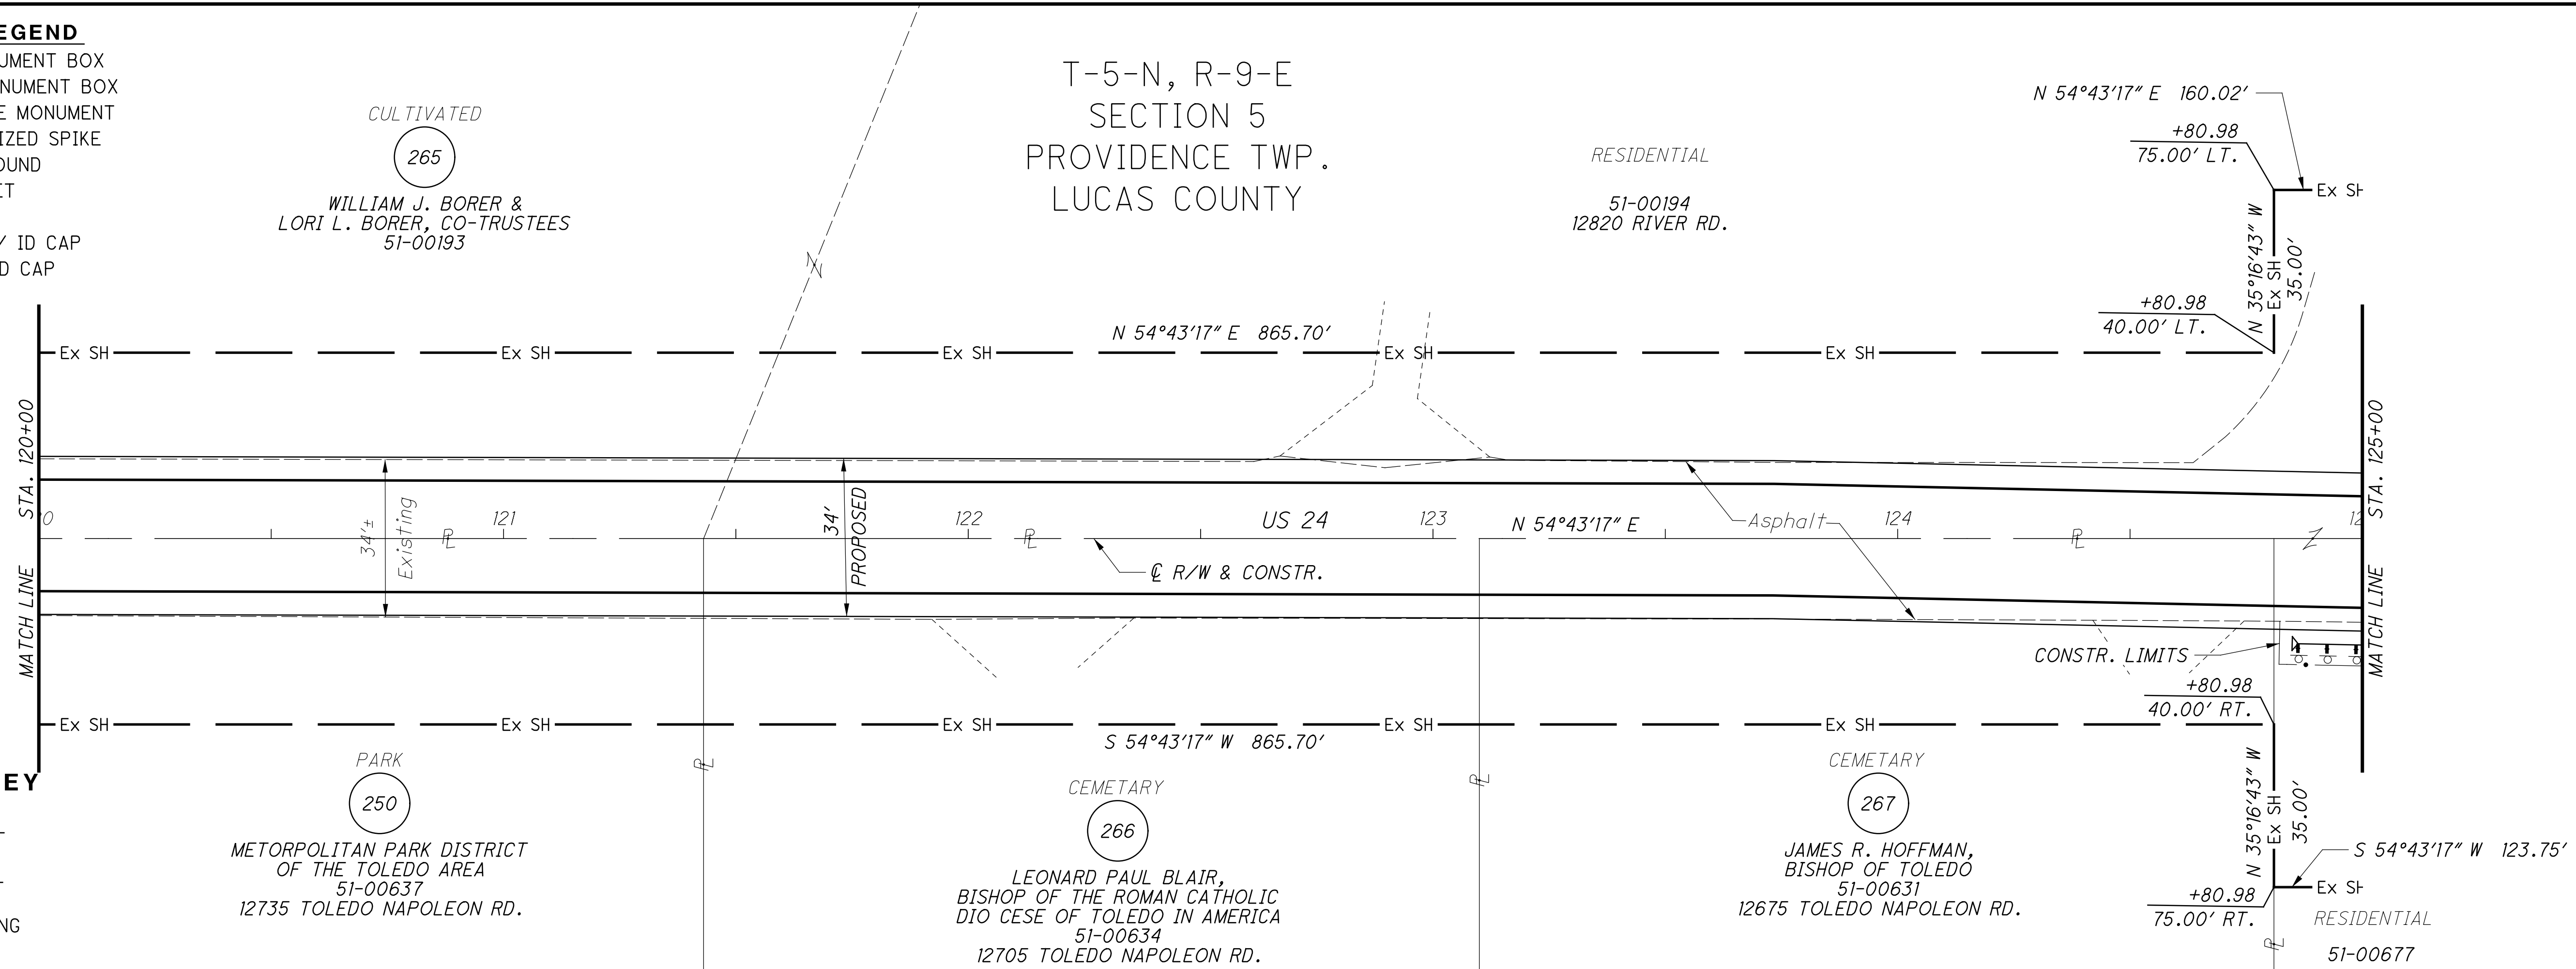 EGEND
UMENT BOX
NUMENT BOX
E MONUMENT
IZED SPIKE
OUND
ET
/ ID CAP
D CAP
CULTIVATED
265
WILLIAM J. BORER &
LORI L. BORER, CO-TRUSTEES
51-00193
T-5-N, R-9-E
SECTION 5
PROVIDENCE TWP.
LUCAS COUNTY
RESIDENTIAL
51-00194
12820 RIVER RD.
N 54°43'17" E 160.02'
+80.98
75.00' LT.
Ex SH
N 35°16'43" W
Ex SH
35.00'
+80.98
40.00' LT.
N 54°43'17" E 865.70'
Ex SH
Ex SH
Ex SH
Ex SH
Ex SH
MATCH LINE STA. 120+00
34'±
Existing
34'
PROPOSED
0
121
122
US 24
123
N 54°43'17" E
Asphalt
124
12
PL
PL
PL
℄ R/W & CONSTR.
MATCH LINE STA. 125+00
CONSTR. LIMITS
+80.98
40.00' RT.
Ex SH
Ex SH
Ex SH
Ex SH
Ex SH
S 54°43'17" W 865.70'
PL
PL
EY
PARK
250
METORPOLITAN PARK DISTRICT
OF THE TOLEDO AREA
51-00637
12735 TOLEDO NAPOLEON RD.
CEMETARY
266
LEONARD PAUL BLAIR,
BISHOP OF THE ROMAN CATHOLIC
DIO CESE OF TOLEDO IN AMERICA
51-00634
12705 TOLEDO NAPOLEON RD.
CEMETARY
267
JAMES R. HOFFMAN,
BISHOP OF TOLEDO
51-00631
12675 TOLEDO NAPOLEON RD.
N 35°16'43" W
Ex SH
35.00'
S 54°43'17" W 123.75'
Ex SH
+80.98
75.00' RT.
PL
RESIDENTIAL
51-00677
NG